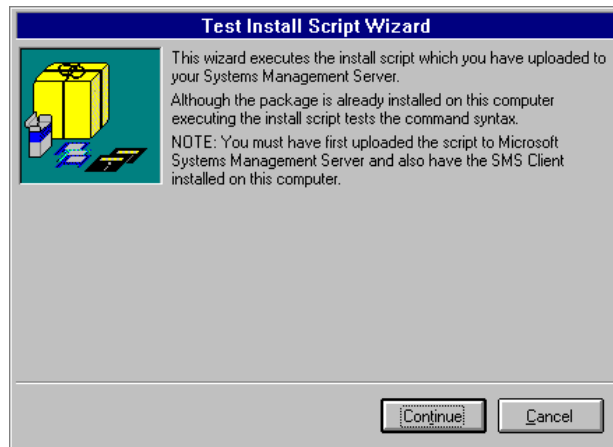 Test Install Script Wizard
This wizard executes the install script which you have uploaded to
your Systems Management Server.
Although the package is already installed on this computer
executing the install script tests the command syntax.
NOTE: You must have first uploaded the script to Microsoft
Systems Management Server and also have the SMS Client
installed on this computer.
Continue
Cancel